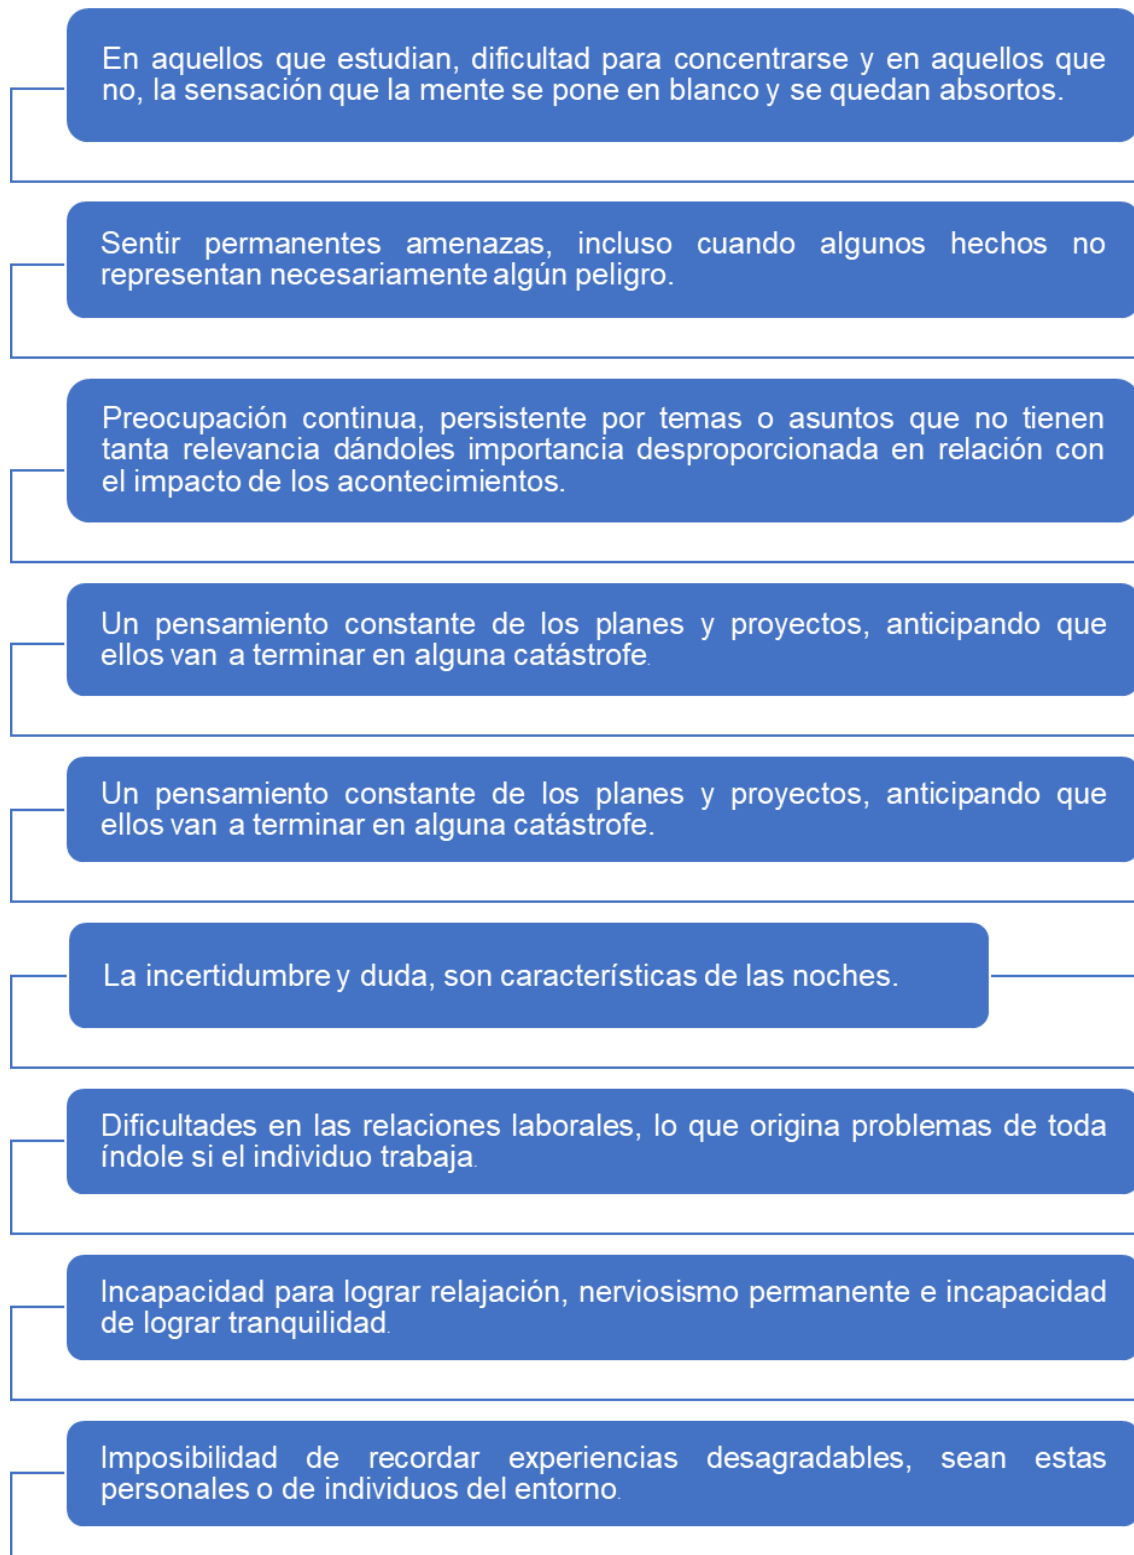 En aquellos que estudian, dificultad para concentrarse y en aquellos que
no, la sensación que la mente se pone en blanco y se quedan absortos.
Sentir permanentes amenazas, incluso cuando algunos hechos no
representan necesariamente algún peligro.
Preocupación continua, persistente por temas o asuntos que no tienen
tanta relevancia dándoles importancia desproporcionada en relación con
el impacto de los acontecimientos.
Un pensamiento constante de los planes y proyectos, anticipando que
ellos van a terminar en alguna catástrofe.
Un pensamiento constante de los planes y proyectos, anticipando que
ellos van a terminar en alguna catástrofe.
La incertidumbre y duda, son características de las noches.
Dificultades en las relaciones laborales, lo que origina problemas de toda
índole si el individuo trabaja.
Incapacidad para lograr relajación, nerviosismo permanente e incapacidad
de lograr tranquilidad.
Imposibilidad de recordar experiencias desagradables, sean estas
personales o de individuos del entorno.